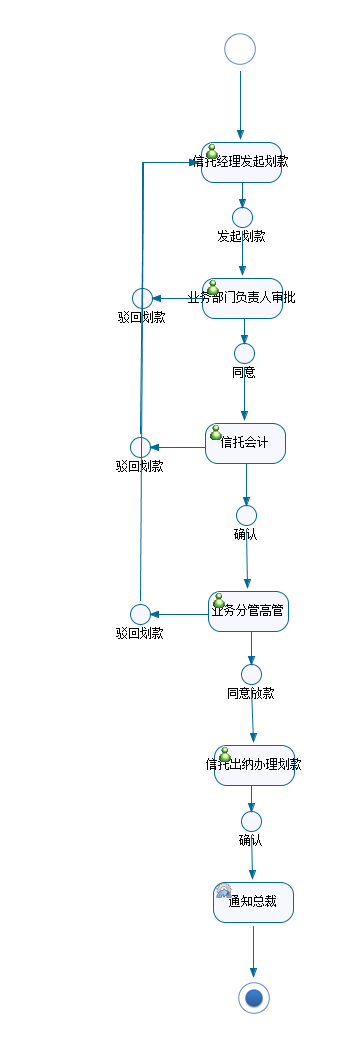 信托经理发起划款
发起划款
业务部门负责人审批
驳回划款
同意
信托会计
驳回划款
确认
业务分管高管
驳回划款
同意放款
信托出纳办理划款
确认
通知总裁